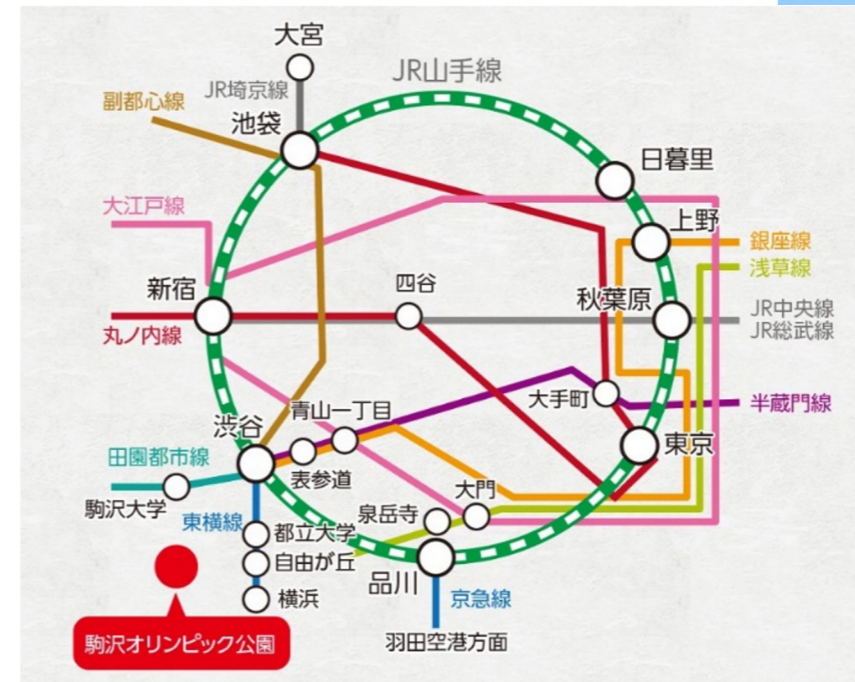 大宮
JR埼京線
JR山手線
副都心線
池袋
日暮里
大江戸線
上野
銀座線
浅草線
新宿
四谷
秋葉原
JR中央線
JR総武線
丸ノ内線
大手町
半蔵門線
青山一丁目
渋谷
東京
田園都市線
表参道
駒沢大学
大門
泉岳寺
東横線
都立大学
自由が丘
品川
横浜
京急線
羽田空港方面
駒沢オリンピック公園